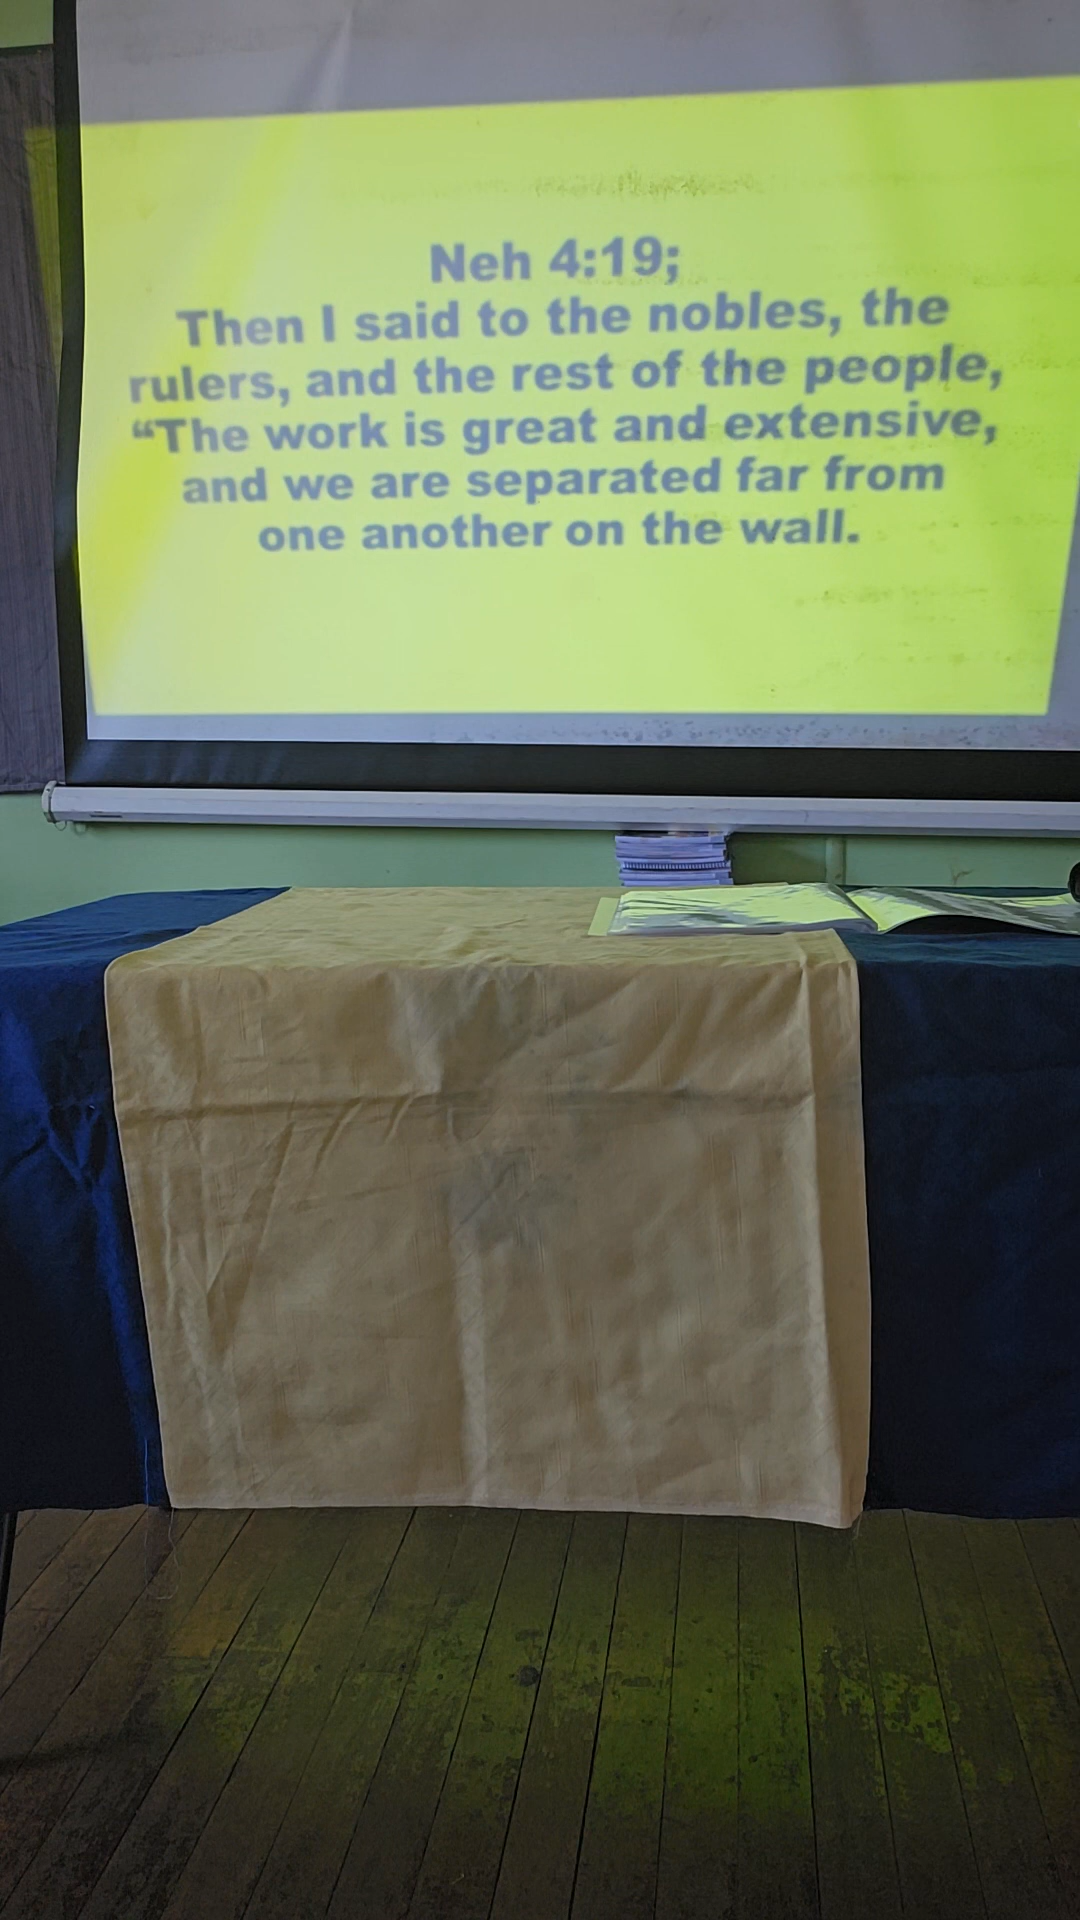 Neh 4:19;
Then I said to the nobles, the
rulers, and the rest of the people,
“The work is great and extensive,
and we are separated far from
one another on the wall.